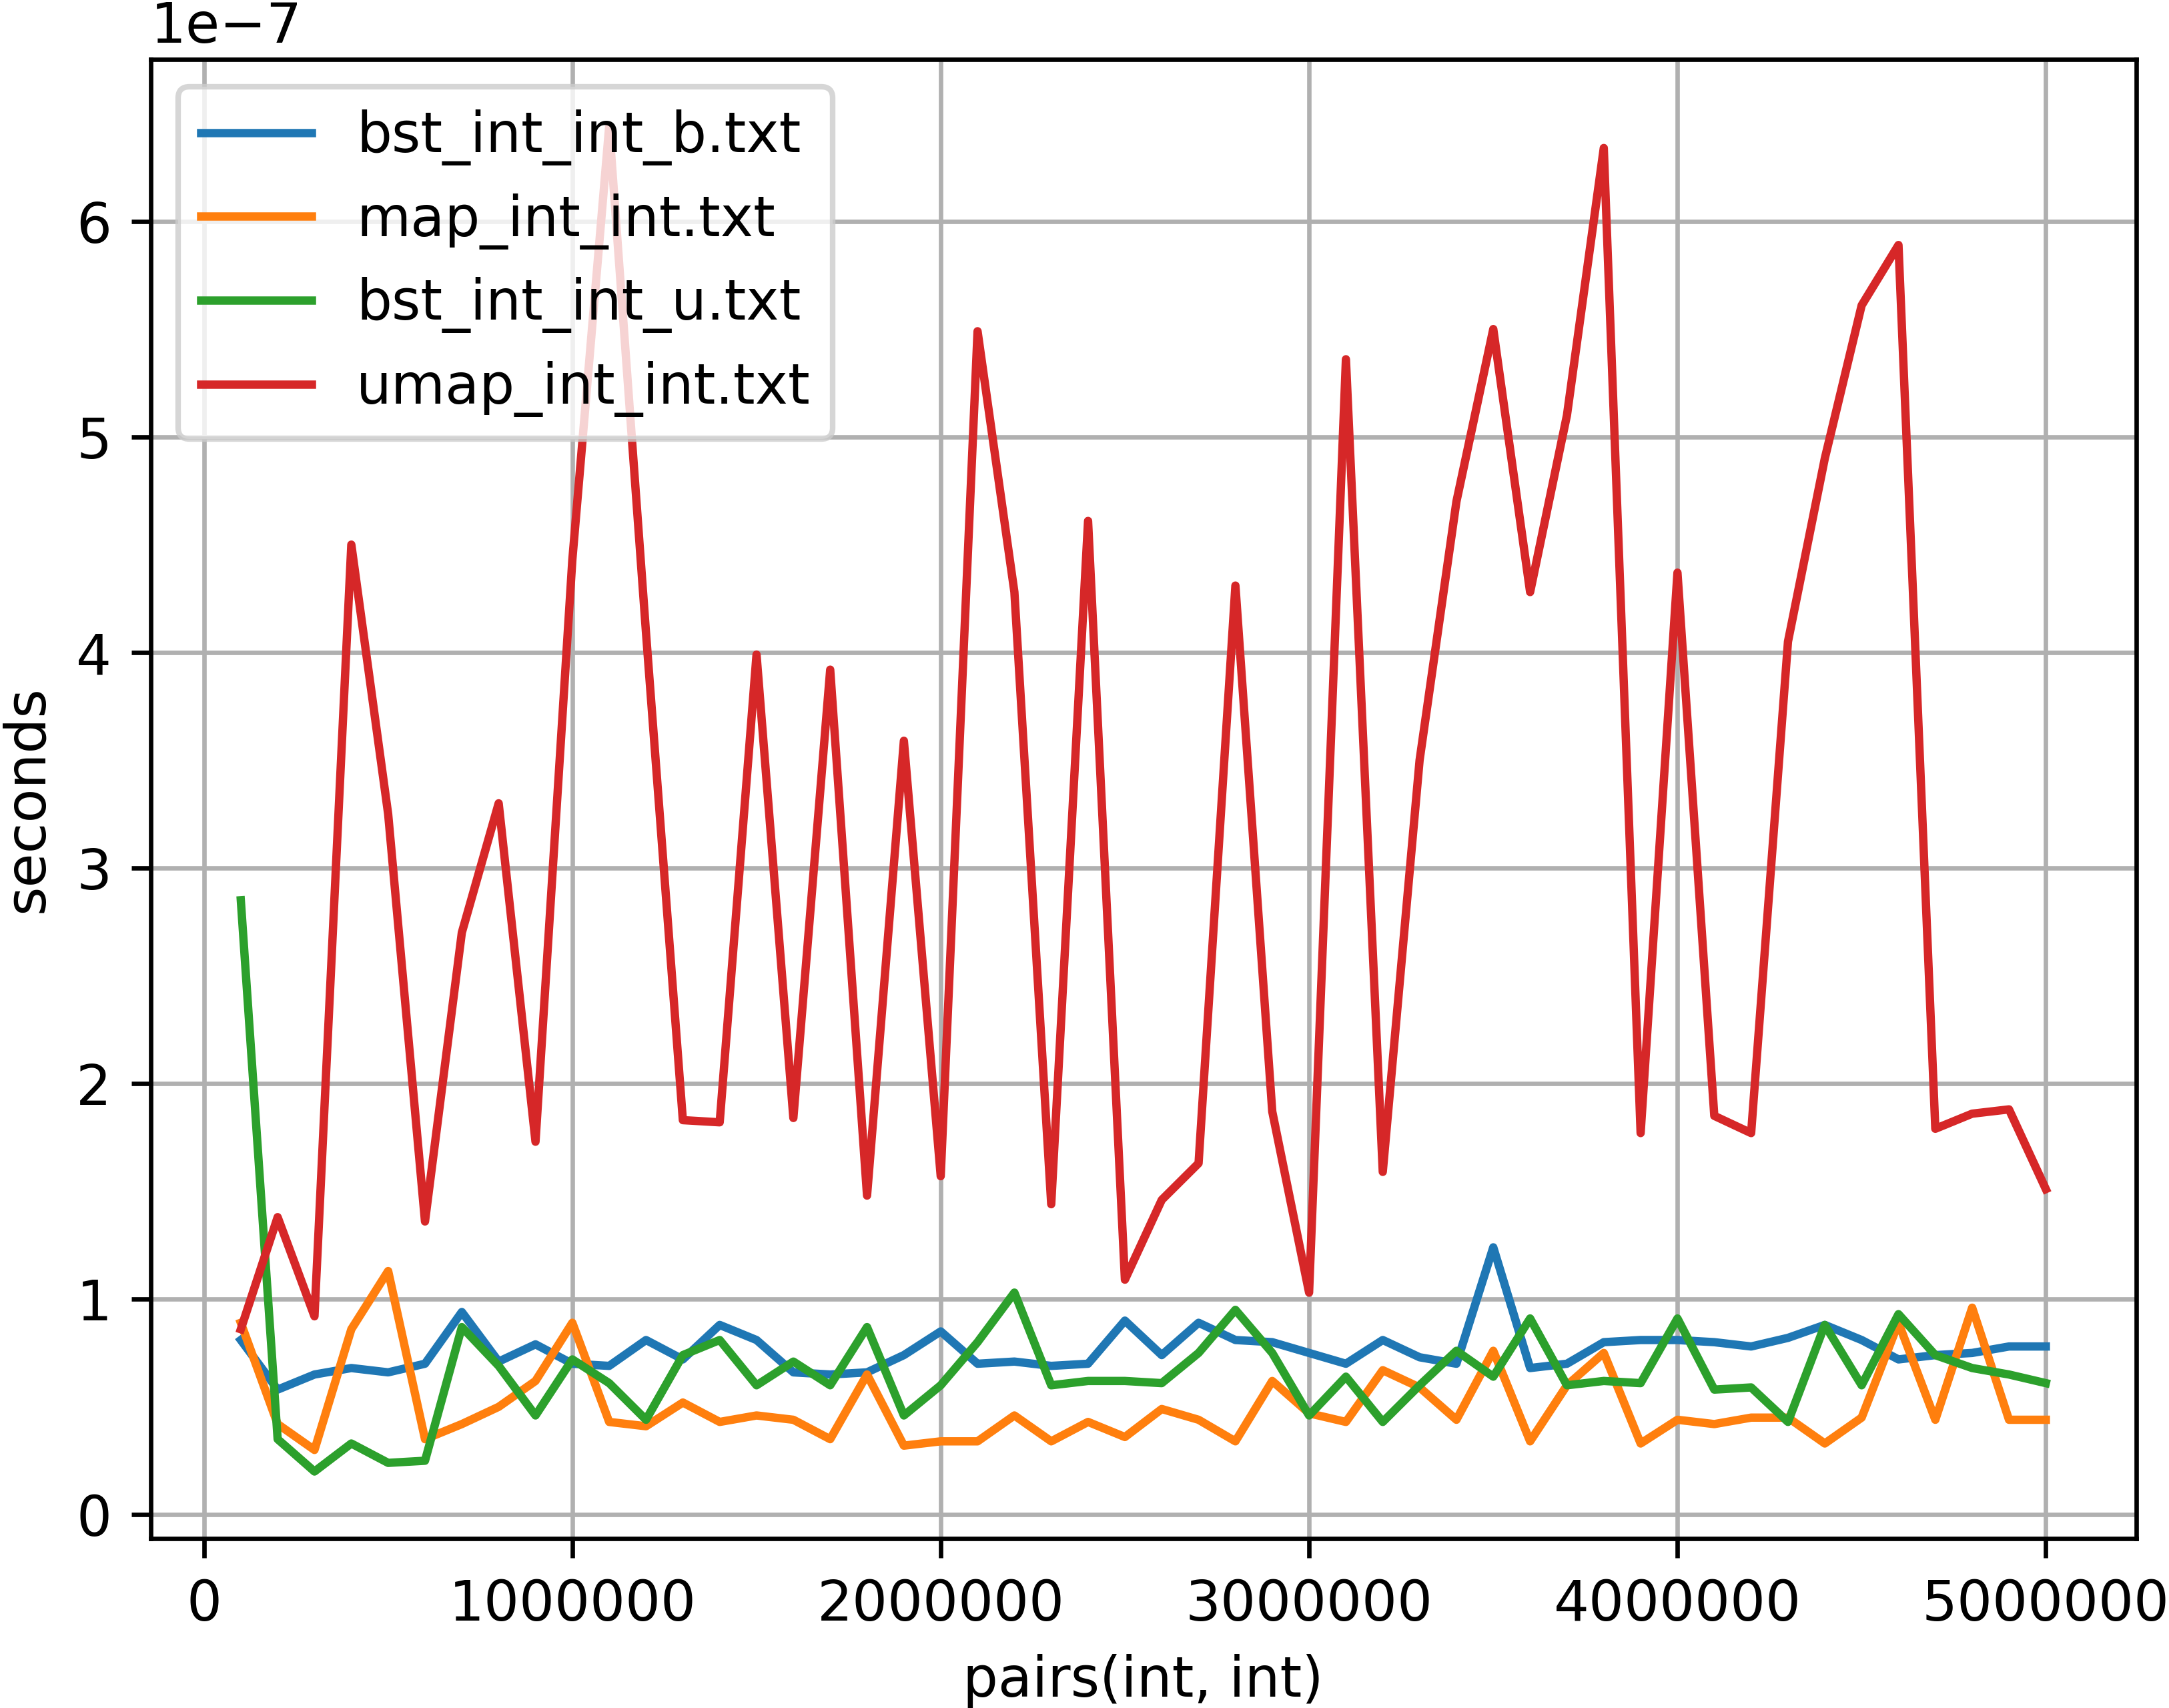 1e−7
bst_int_int_b.txt
map_int_int.txt
bst_int_int_u.txt
umap_int_int.txt
6
5
4
3
2
1
0
seconds
0 1000000 2000000 3000000 4000000 5000000
pairs(int, int)